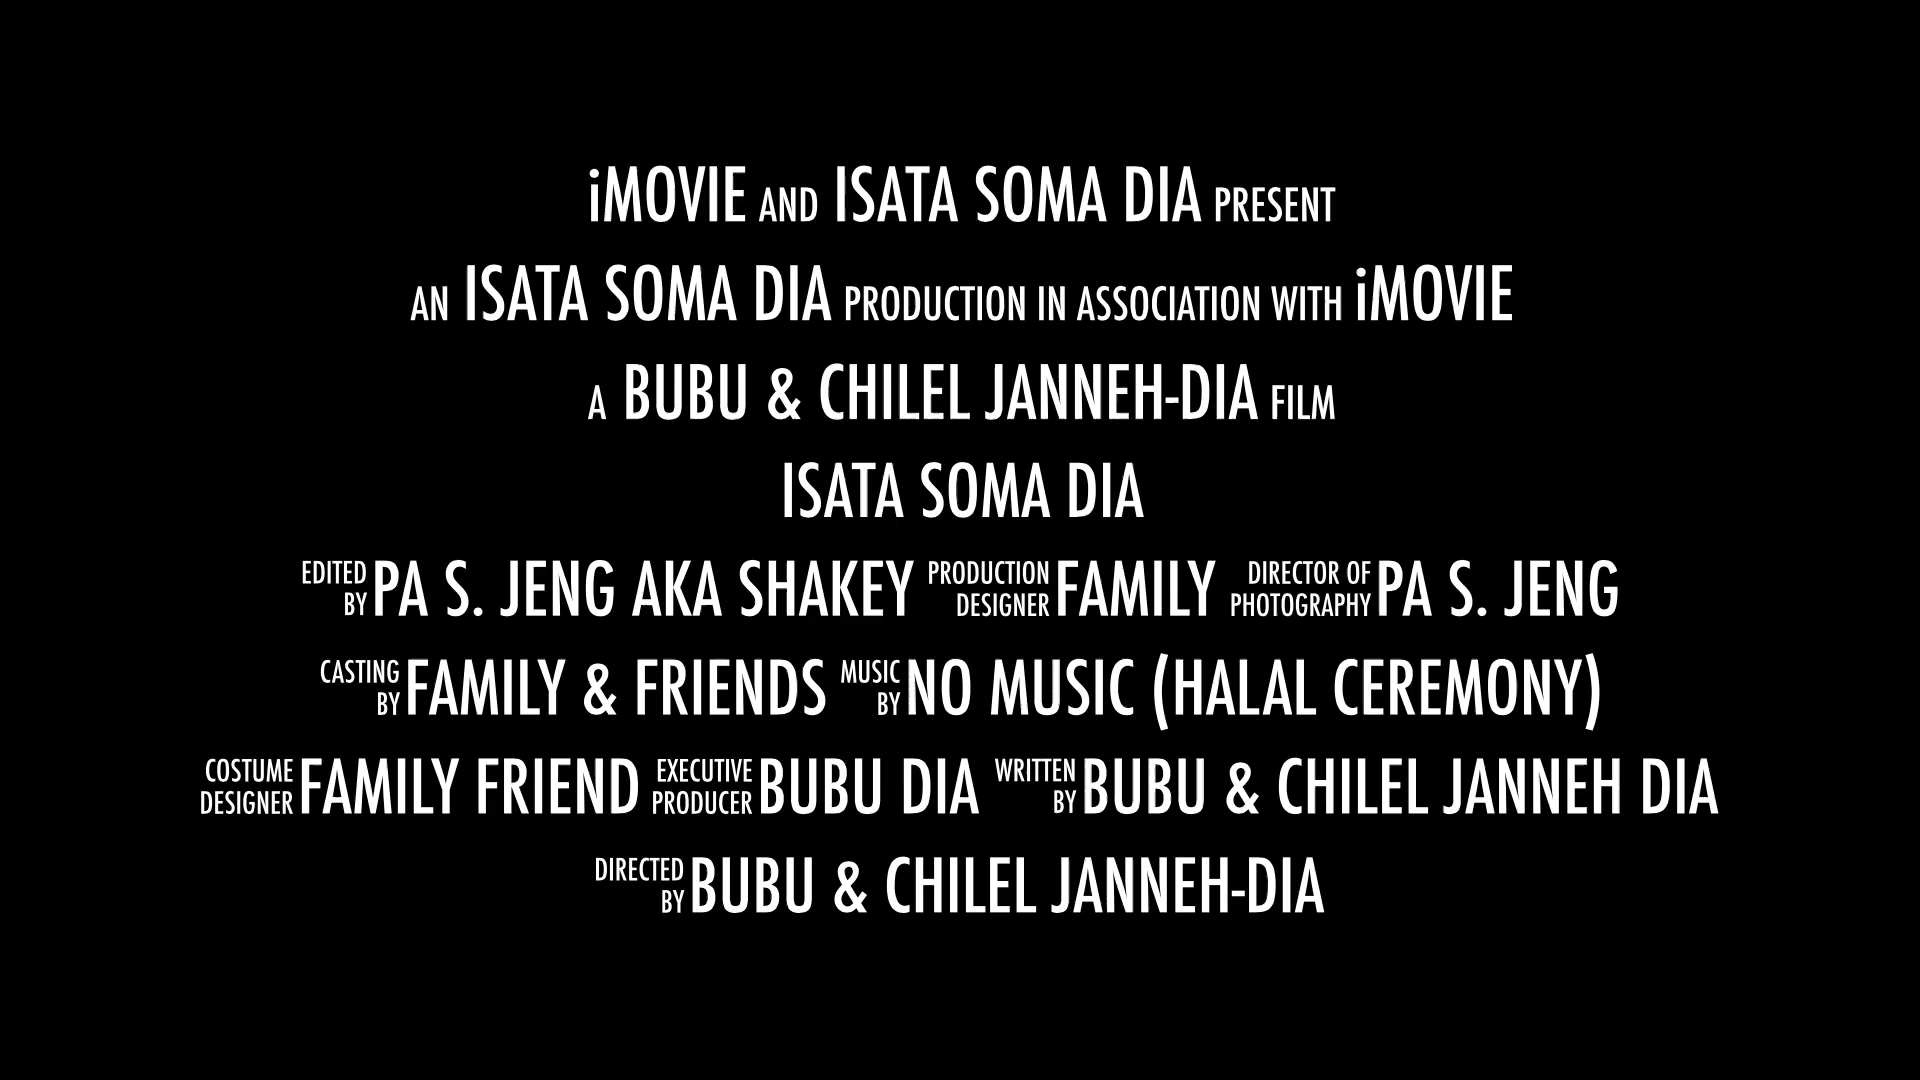 iMOVIE AND ISATA SOMA DIA PRESENT
AN ISATA SOMA DIA PRODUCTION IN ASSOCIATION WITH iMOVIE
A BUBU & CHILEL JANNEH-DIA FILM
ISATA SOMA DIA
EDITED BY PA S. JENG AKA SHAKEY PRODUCTION DESIGNER FAMILY DIRECTOR OF PHOTOGRAPHY PA S. JENG
CASTING BY FAMILY & FRIENDS MUSIC BY NO MUSIC (HALAL CEREMONY)
COSTUME DESIGNER FAMILY FRIEND EXECUTIVE PRODUCER BUBU DIA WRITTEN BY BUBU & CHILEL JANNEH DIA
DIRECTED BY BUBU & CHILEL JANNEH-DIA